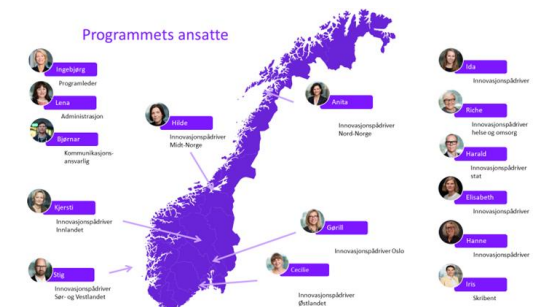 Programmets ansatte
Ingebjørg
Programleder
Lena
Administrasjon
Bjørnar
Kommunikasjons-
ansvarlig
Hilde
Innovasjonspådriver
Midt-Norge
Anita
Innovasjonspådriver
Nord-Norge
Kjersti
Innovasjonspådriver
Innlandet
Stig
Innovasjonspådriver
Sør- og Vestlandet
Gørill
Innovasjonspådriver Oslo
Cecilie
Innovasjonspådriver
Østlandet
Ida
Innovasjonspådriver
Riche
Innovasjonspådriver
helse og omsorg
Harald
Innovasjonspådriver
stat
Elisabeth
Innovasjonspådriver
Hanne
Innovasjonspådriver
Iris
Skribent